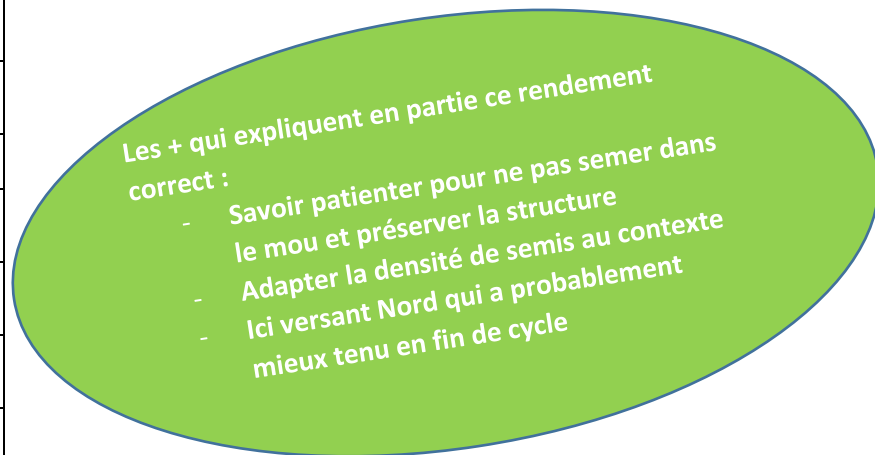 Les + qui expliquent en partie ce rendement
correct :
- Savoir patienter pour ne pas semer dans
le mou et préserver la structure
- Adapter la densité de semis au contexte
- Ici versant Nord qui a probablement
mieux tenu en fin de cycle